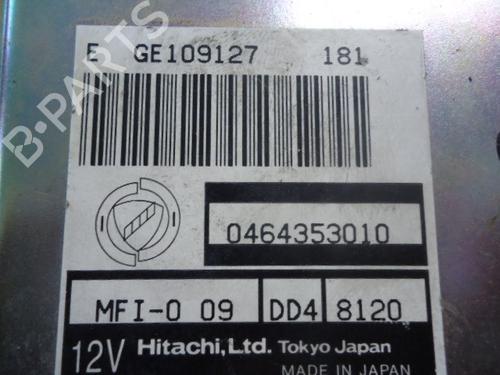 E GE109127 181
0464353010
MFI-0 09 DD4 8120
12V Hitachi, Ltd. Tokyo Japan
MADE IN JAPAN
B-PARTS